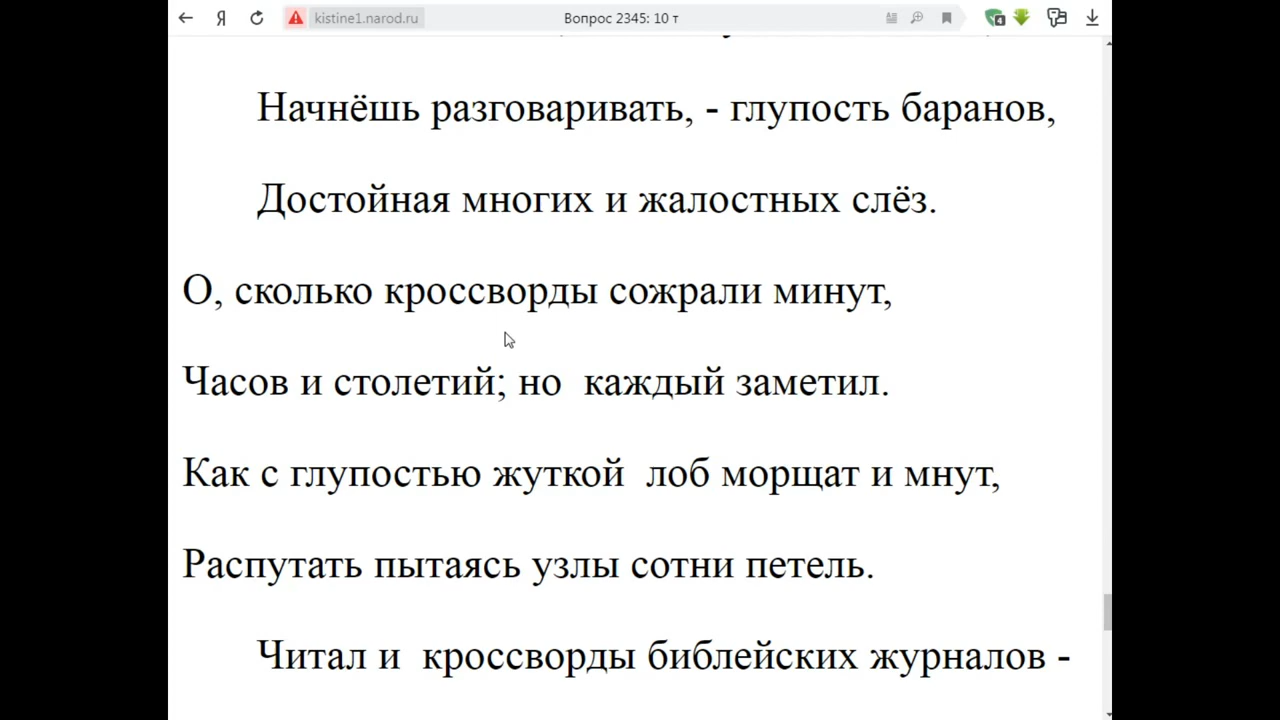 Я kistine1.narod.ru Вопрос 2345: 10 т 4
Начнёшь разговаривать, - глупость баранов,
Достойная многих и жалостных слёз.
О, сколько кроссворды сожрали минут,
Часов и столетий; но каждый заметил.
Как с глупостью жуткой лоб морщат и мнут,
Распутать пытаясь узлы сотни петель.
Читал и кроссворды библейских журналов -